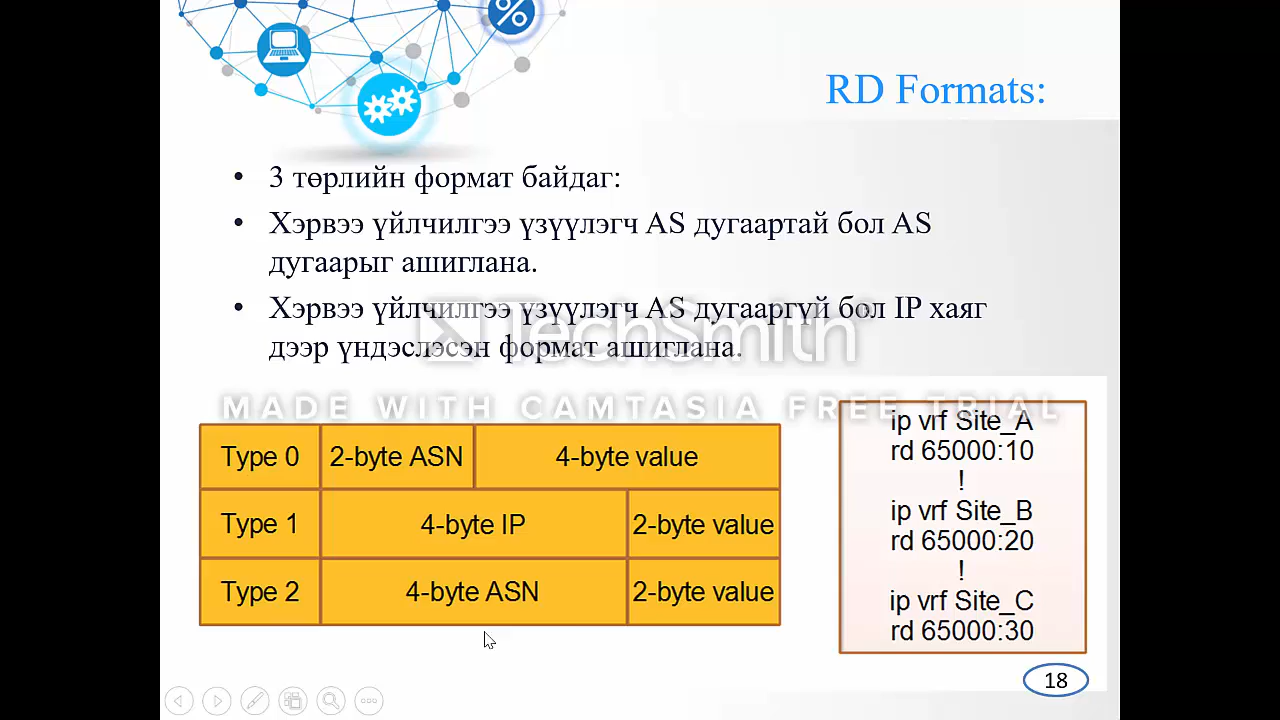 %
RD Formats:
• 3 төрлийн формат байдаг:
• Хэрвээ үйлчилгээ үзүүлэгч AS дугаартай бол AS
дугаарыг ашиглана.
• Хэрвээ үйлчилгээ үзүүлэгч AS дугааргүй бол IP хаяг
дээр үндэслэсэн формат ашиглана.
TechSmith
MADE WITH CAMTASIA FREE TRIAL
Type 0 2-byte ASN 4-byte value
Type 1 4-byte IP 2-byte value
Type 2 4-byte ASN 2-byte value
ip vrf Site_A
rd 65000:10
!
ip vrf Site_B
rd 65000:20
!
ip vrf Site_C
rd 65000:30
18